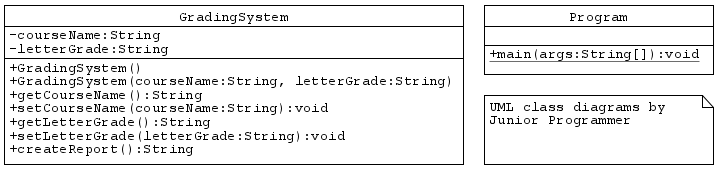 GradingSystem
-courseName:String
-letterGrade:String
+GradingSystem()
+GradingSystem(courseName:String, letterGrade:String)
+getCourseName():String
+setCourseName(courseName:String):void
+getLetterGrade():String
+setLetterGrade(letterGrade:String):void
+createReport():String
Program
+main(args:String[]):void
UML class diagrams by
Junior Programmer